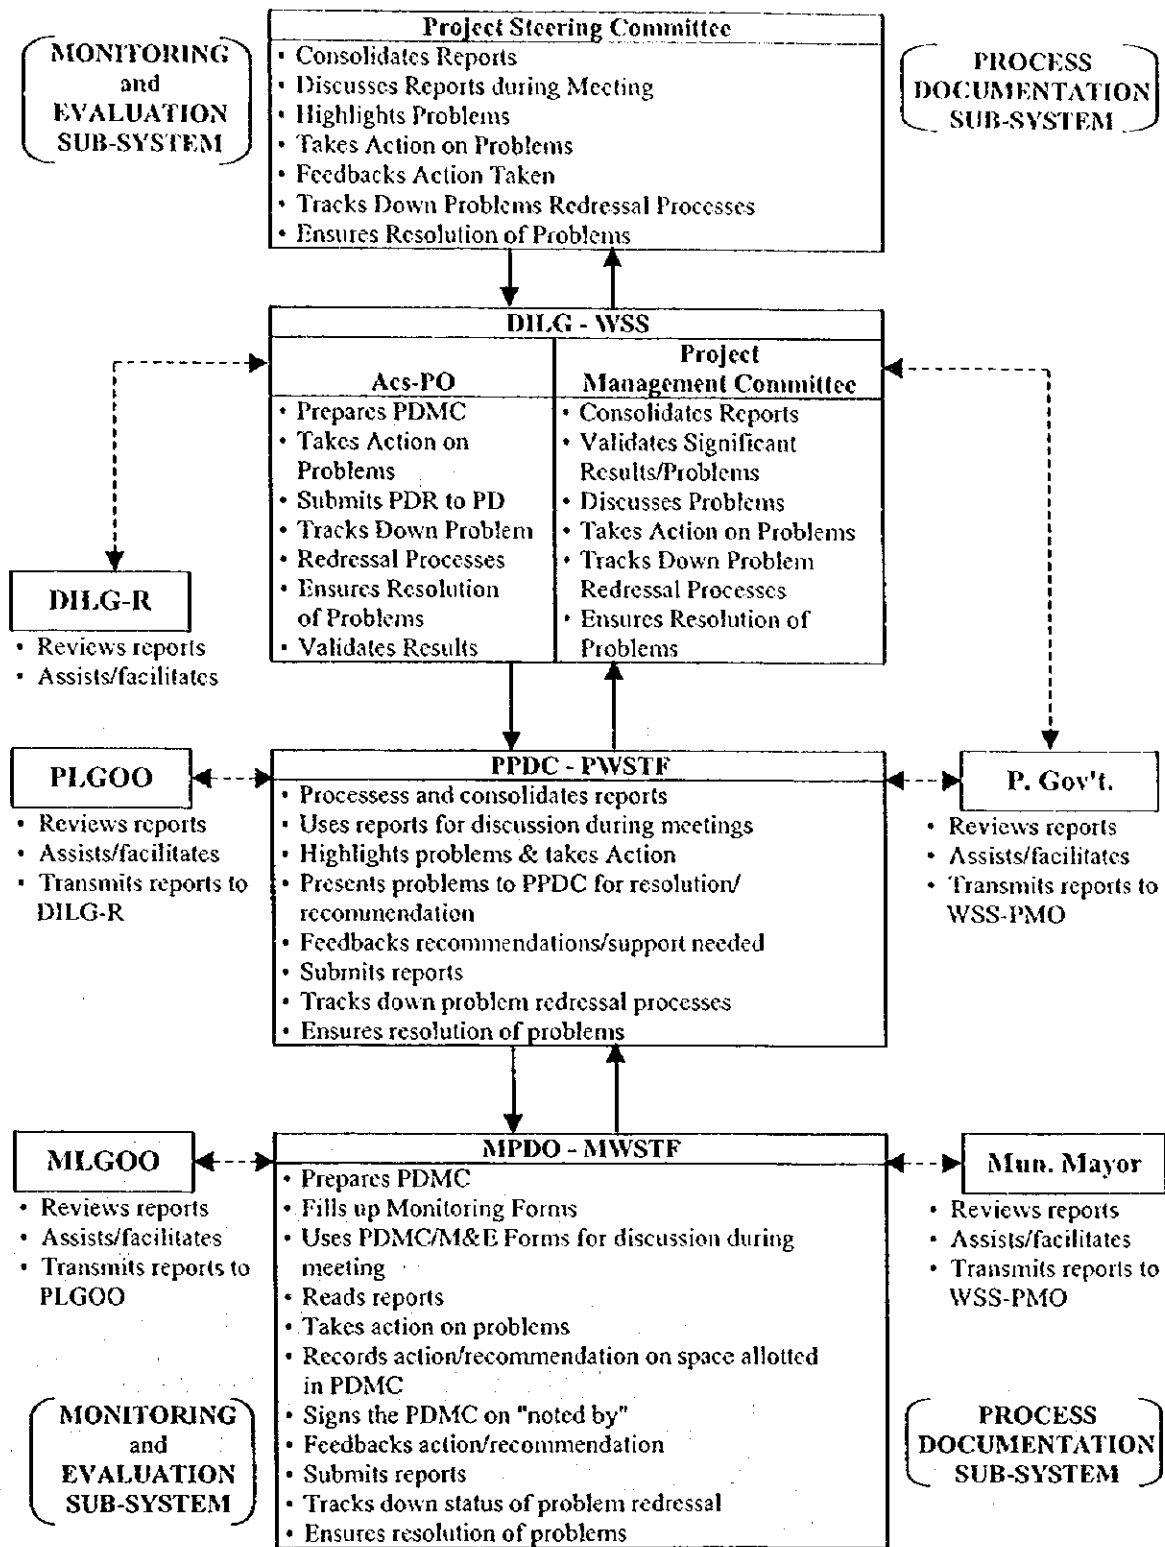 Project Steering Committee
• Consolidates Reports
• Discusses Reports during Meeting
• Highlights Problems
• Takes Action on Problems
• Feedbacks Action Taken
• Tracks Down Problems Redressal Processes
• Ensures Resolution of Problems
MONITORING
and
EVALUATION
SUB-SYSTEM
PROCESS
DOCUMENTATION
SUB-SYSTEM
DILG - WSS
Acs-PO
• Prepares PDMC
• Takes Action on
Problems
• Submits PDR to PD
• Tracks Down Problem
• Redressal Processes
• Ensures Resolution
of Problems
• Validates Results
Project
Management Committee
• Consolidates Reports
• Validates Significant
Results/Problems
• Discusses Problems
• Takes Action on Problems
• Tracks Down Problem
Redressal Processes
• Ensures Resolution of
Problems
DILG-R
• Reviews reports
• Assists/facilitates
PLGOO
• Reviews reports
• Assists/facilitates
• Transmits reports to
DILG-R
PPDC - PWSTF
• Processess and consolidates reports
• Uses reports for discussion during meetings
• Highlights problems & takes Action
• Presents problems to PPDC for resolution/
recommendation
• Feedbacks recommendations/support needed
• Submits reports
• Tracks down problem redressal processes
• Ensures resolution of problems
P. Gov't.
• Reviews reports
• Assists/facilitates
• Transmits reports to
WSS-PMO
MLGOO
• Reviews reports
• Assists/facilitates
• Transmits reports to
PLGOO
MPDO - MWSTF
• Prepares PDMC
• Fills up Monitoring Forms
• Uses PDMC/M&E Forms for discussion during
meeting
• Reads reports
• Takes action on problems
• Records action/recommendation on space allotted
in PDMC
• Signs the PDMC on "noted by"
• Feedbacks action/recommendation
• Submits reports
• Tracks down status of problem redressal
• Ensures resolution of problems
Mun. Mayor
• Reviews reports
• Assists/facilitates
• Transmits reports to
WSS-PMO
MONITORING
and
EVALUATION
SUB-SYSTEM
PROCESS
DOCUMENTATION
SUB-SYSTEM